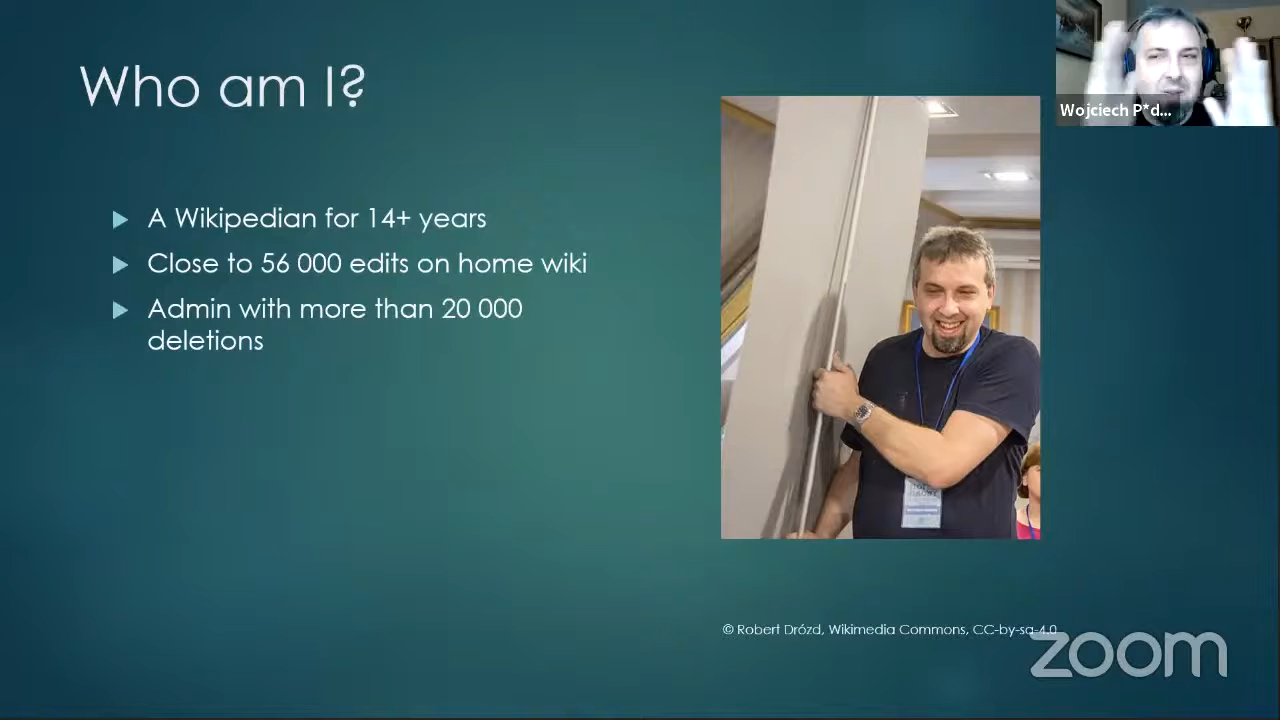 Who am I?
A Wikipedian for 14+ years
Close to 56 000 edits on home wiki
Admin with more than 20 000
deletions
Wojciech P*d...
© Robert Drózd, Wikimedia Commons, CC-by-sa-4.0
zoom